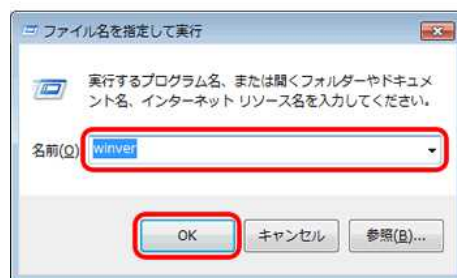 ファイル名を指定して実行
実行するプログラム名、または開くフォルダーやドキュメ
ント名、インターネット リソース名を入力してください。
名前(O)
winver
OK
キャンセル
参照(B)...